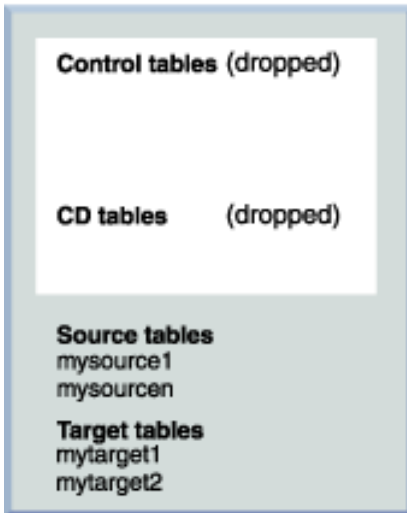 Control tables (dropped)
CD tables (dropped)
Source tables
mysource1
mysourcen
Target tables
mytarget1
mytarget2